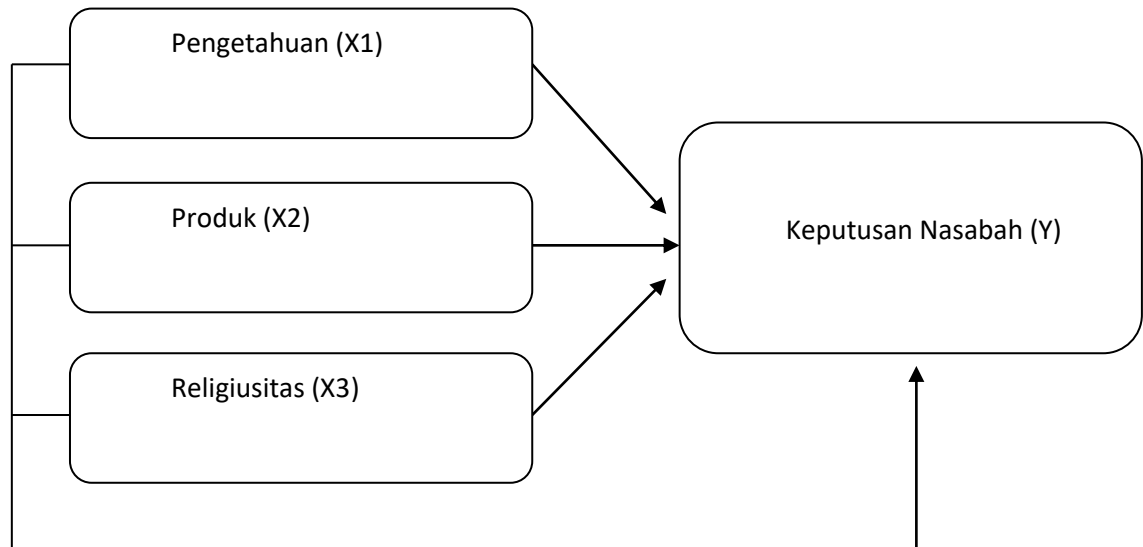 Pengetahuan (X1)
Produk (X2)
Keputusan Nasabah (Y)
Religiusitas (X3)